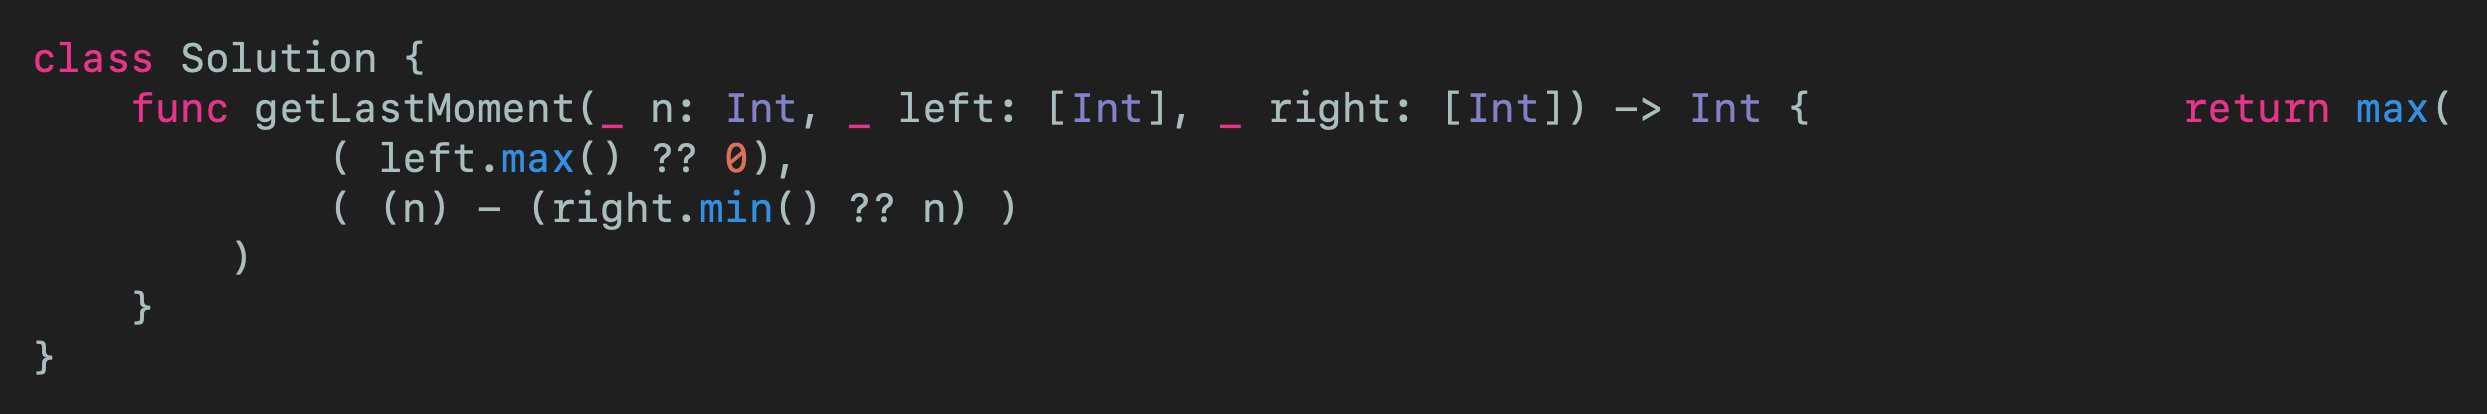 class Solution {
    func getLastMoment(_ n: Int, _ left: [Int], _ right: [Int]) -> Int {               return max(
            ( left.max() ?? 0),
            ( (n) - (right.min() ?? n) )
        )
    }
}